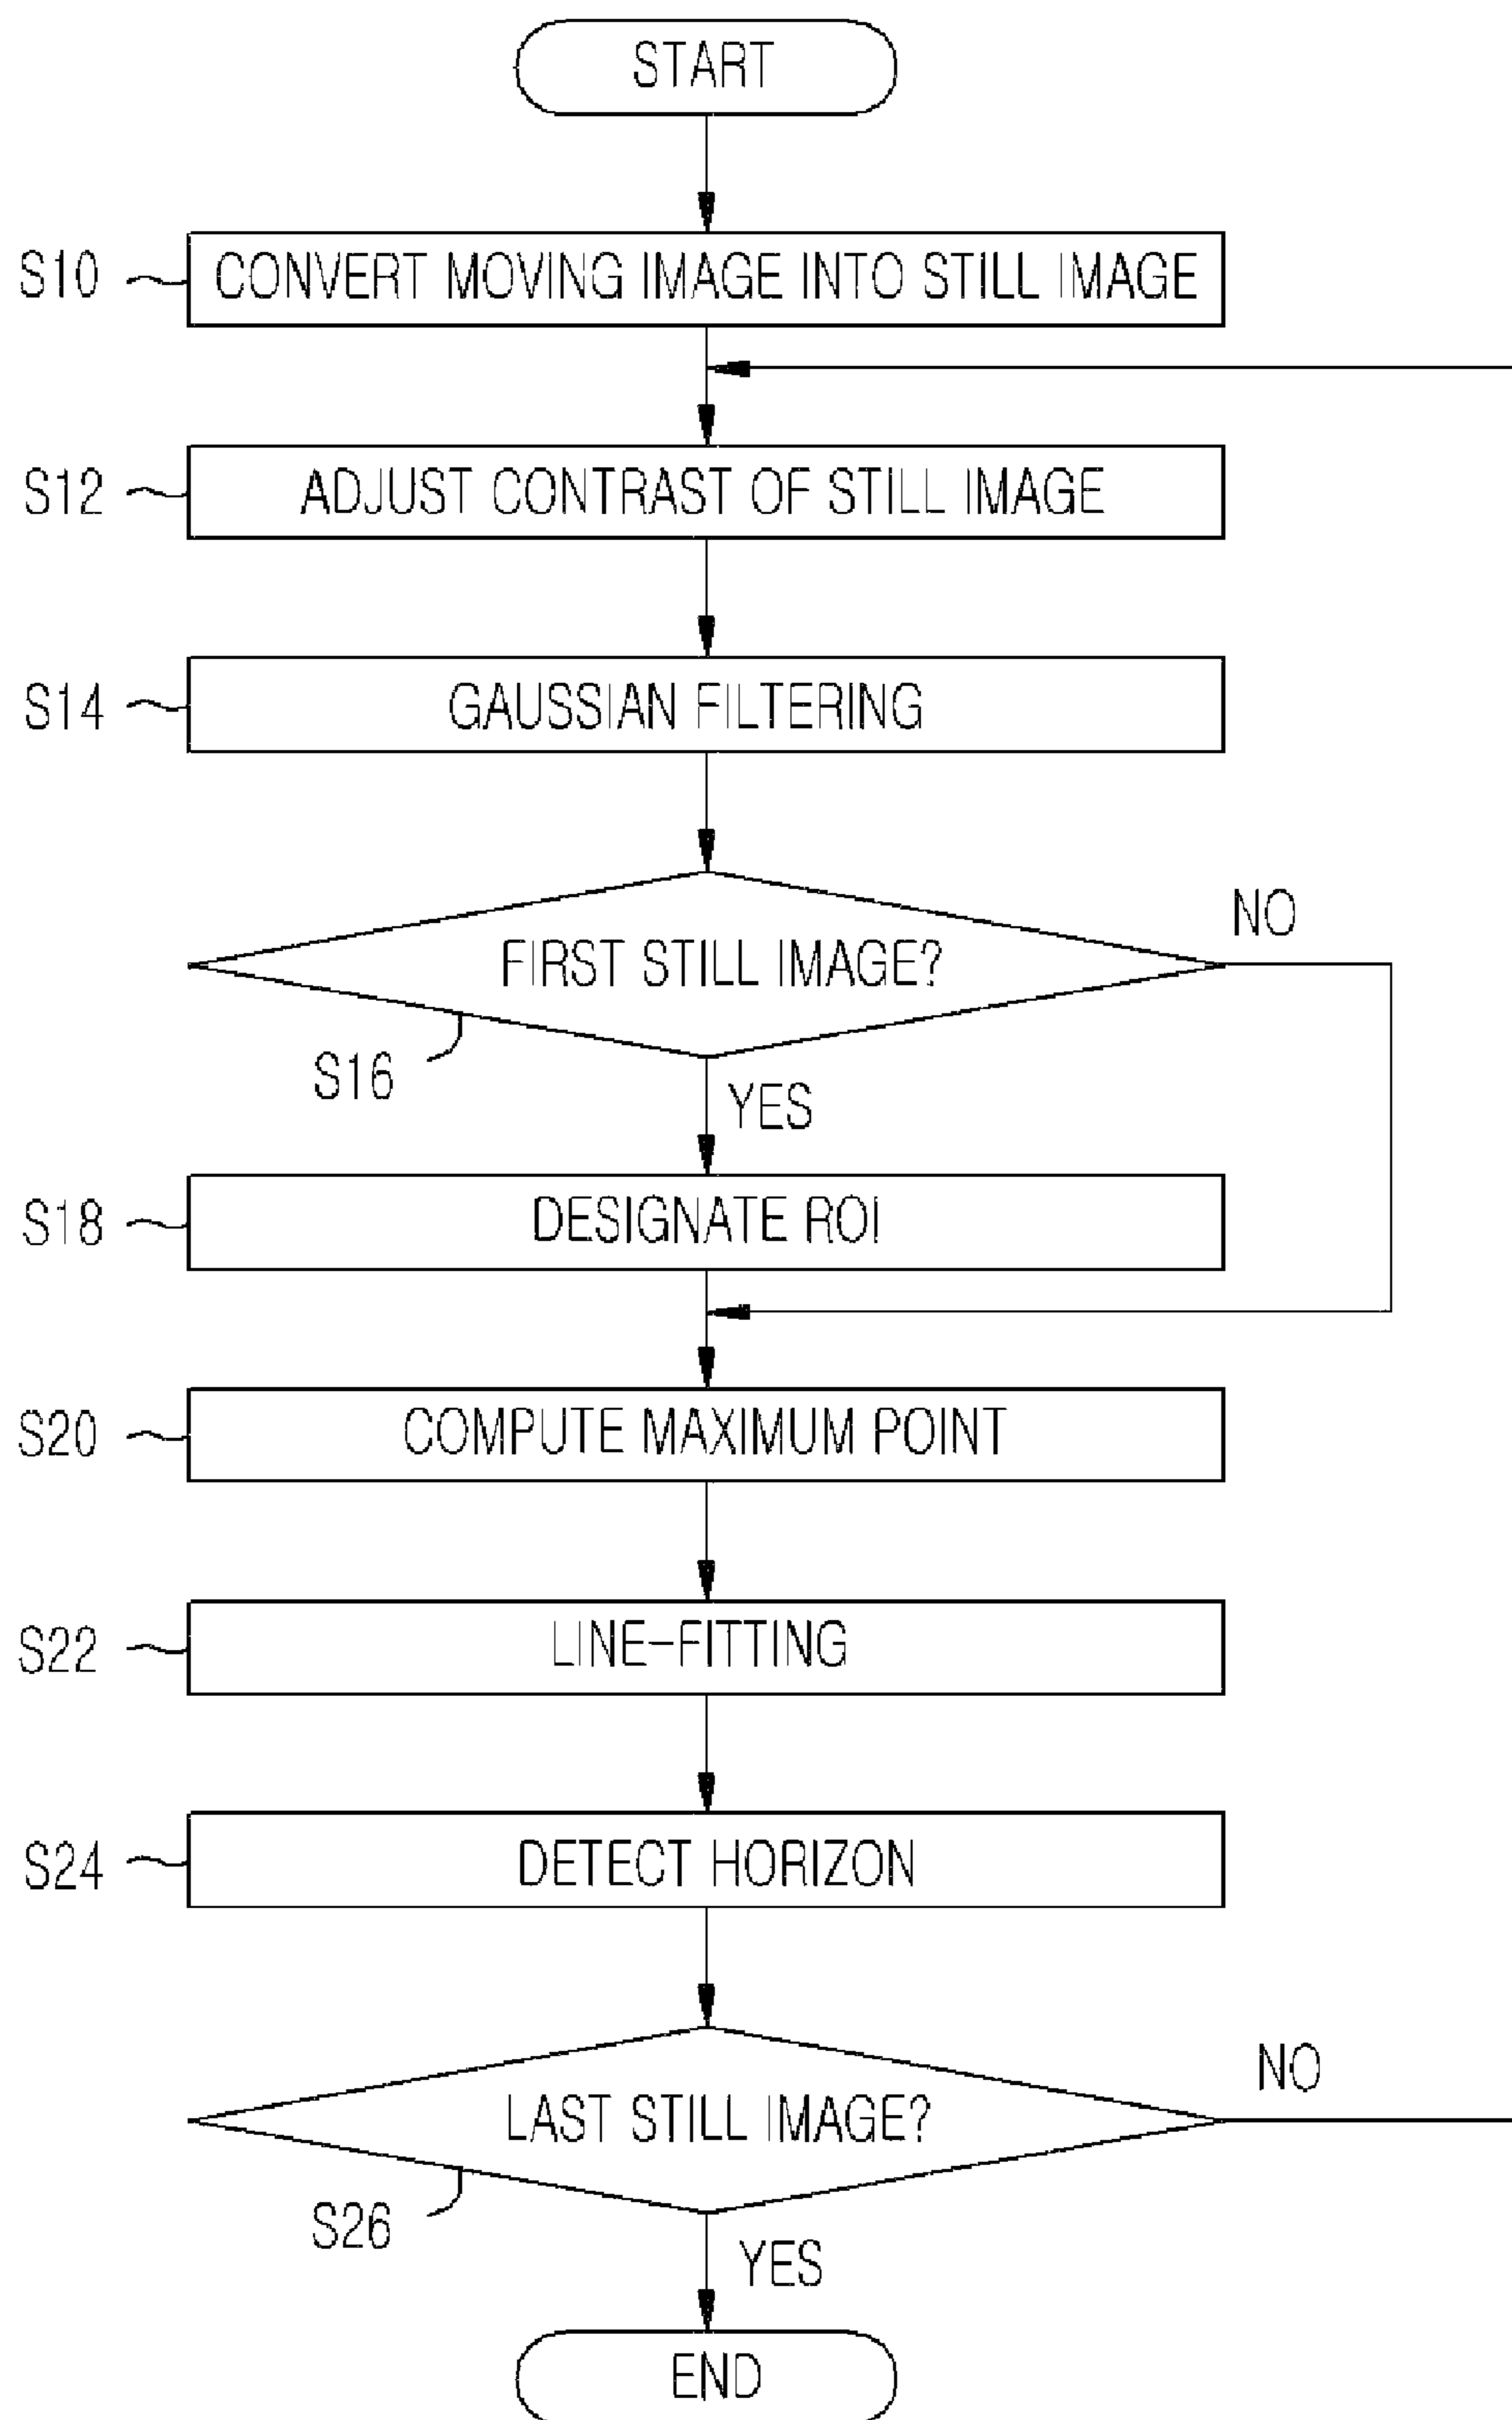 START
S10
CONVERT MOVING IMAGE INTO STILL IMAGE
S12
ADJUST CONTRAST OF STILL IMAGE
S14
GAUSSIAN FILTERING
NO
FIRST STILL IMAGE?
S16
YES
S18
DESIGNATE ROI
S20
COMPUTE MAXIMUM POINT
S22
LINE-FITTING
S24
DETECT HORIZON
NO
LAST STILL IMAGE?
S26
YES
END